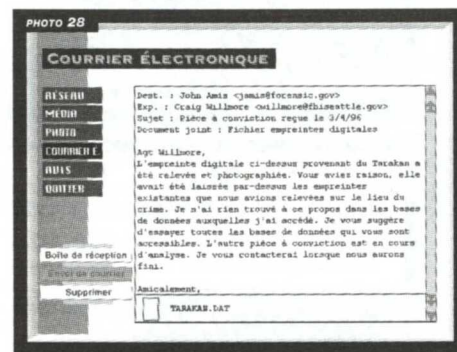 PHOTO 28
COURRIER ÉLECTRONIQUE
RÉSEAU
MÉDIA
PHOTO
COURRIER É
AVIS
QUITTER
Boîte de réception
Envoi de courrier
Supprimer
Dest. : John Amis <jamis@forensic.gov>
Exp. : Craig Willmore <willmore@fbiseattle.gov>
Sujet : Pièce à conviction reçue le 3/4/96
Document joint : Fichier empreintes digitales
Agt Willmore,
L'empreinte digitale ci-dessus provenant du Tarakan a
été relevée et photographiée. Vous aviez raison, elle
avait été laissée par-dessus les empreintes
existantes que nous avions relevées sur le lieu du
crime. Je n'ai rien trouvé à ce propos dans les bases
de données auxquelles j'ai accédé. Je vous suggère
d'essayer toutes les bases de données qui vous sont
accessibles. L'autre pièce à conviction est en cours
d'analyse. Je vous contacterai lorsque nous aurons
fini.
Amicalement,
TARAKAN.DAT